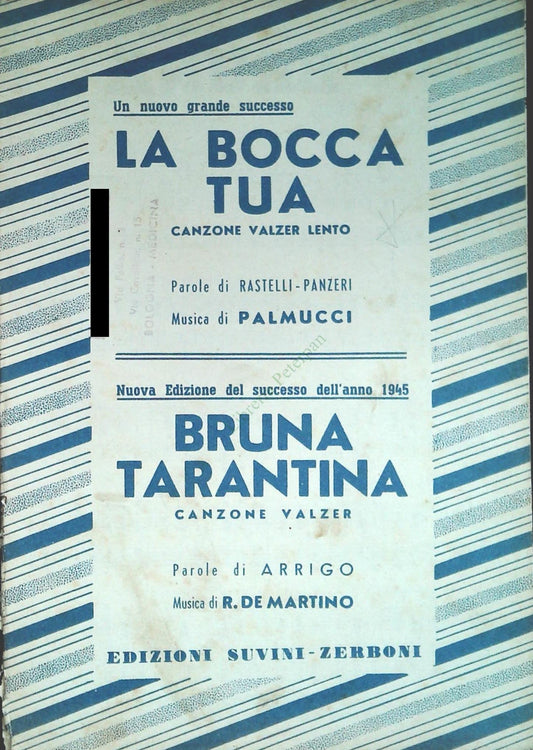 Un nuovo grande successo
LA BOCCA
TUA
CANZONE VALZER LENTO
Parole di RASTELLI-PANZERI
Musica di PALMUCCI
BOLOGNA - MEDICINA
Nuova Edizione del successo dell'anno 1945
BRUNA
TARANTINA
CANZONE VALZER
Parole di ARRIGO
Musica di R. DE MARTINO
EDIZIONI SUVINI-ZERBONI